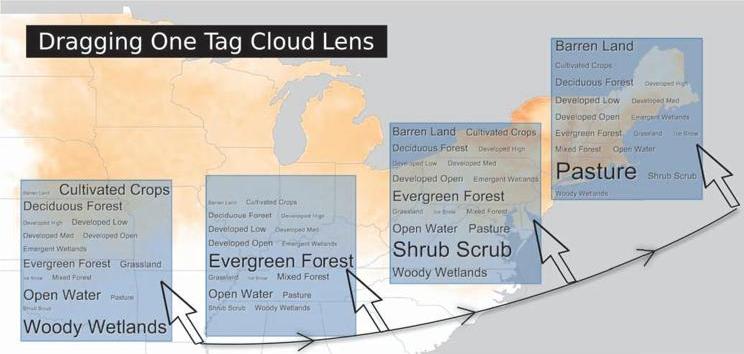 Dragging One Tag Cloud Lens
Barren Land Cultivated Crops
Deciduous Forest
Developed High Developed Low
Developed Med Developed Open
Emergent Wetlands
Evergreen Forest Grassland
Ice Snow Mixed Forest
Open Water Pasture
Shrub Scrub
Woody Wetlands
Barren Land Cultivated Crops
Deciduous Forest Developed High
Developed Low Developed Med
Developed Open Emergent Wetlands
Evergreen Forest
Grassland Ice Snow Mixed Forest
Open Water Pasture
Shrub Scrub Woody Wetlands
Barren Land Cultivated Crops
Deciduous Forest Developed High
Developed Low Developed Med
Developed Open Emergent Wetlands
Evergreen Forest
Grassland Ice Snow Mixed Forest
Open Water Pasture
Shrub Scrub
Woody Wetlands
Barren Land
Cultivated Crops
Deciduous Forest Developed High
Developed Low Developed Med
Developed Open Emergent Wetlands
Evergreen Forest Grassland Ice Snow
Mixed Forest Open Water
Pasture Shrub Scrub
Woody Wetlands